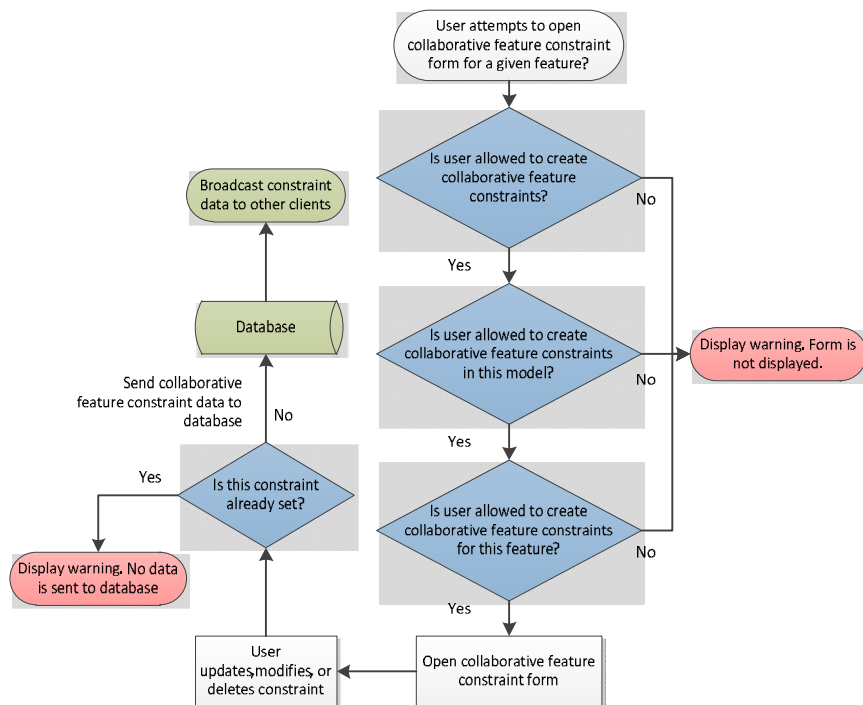 User attempts to open
collaborative feature constraint
form for a given feature?
Is user allowed to create
collaborative feature
constraints?
No
Yes
Broadcast constraint
data to other clients
Database
Is user allowed to create
collaborative feature constraints
in this model?
No
Display warning. Form is
not displayed.
Send collaborative
feature constraint data to
database
No
Yes
Is this constraint
already set?
Yes
Is user allowed to create
collaborative feature constraints
for this feature?
No
Display warning. No data
is sent to database
Yes
User
updates,modifies, or
deletes constraint
Open collaborative feature
constraint form